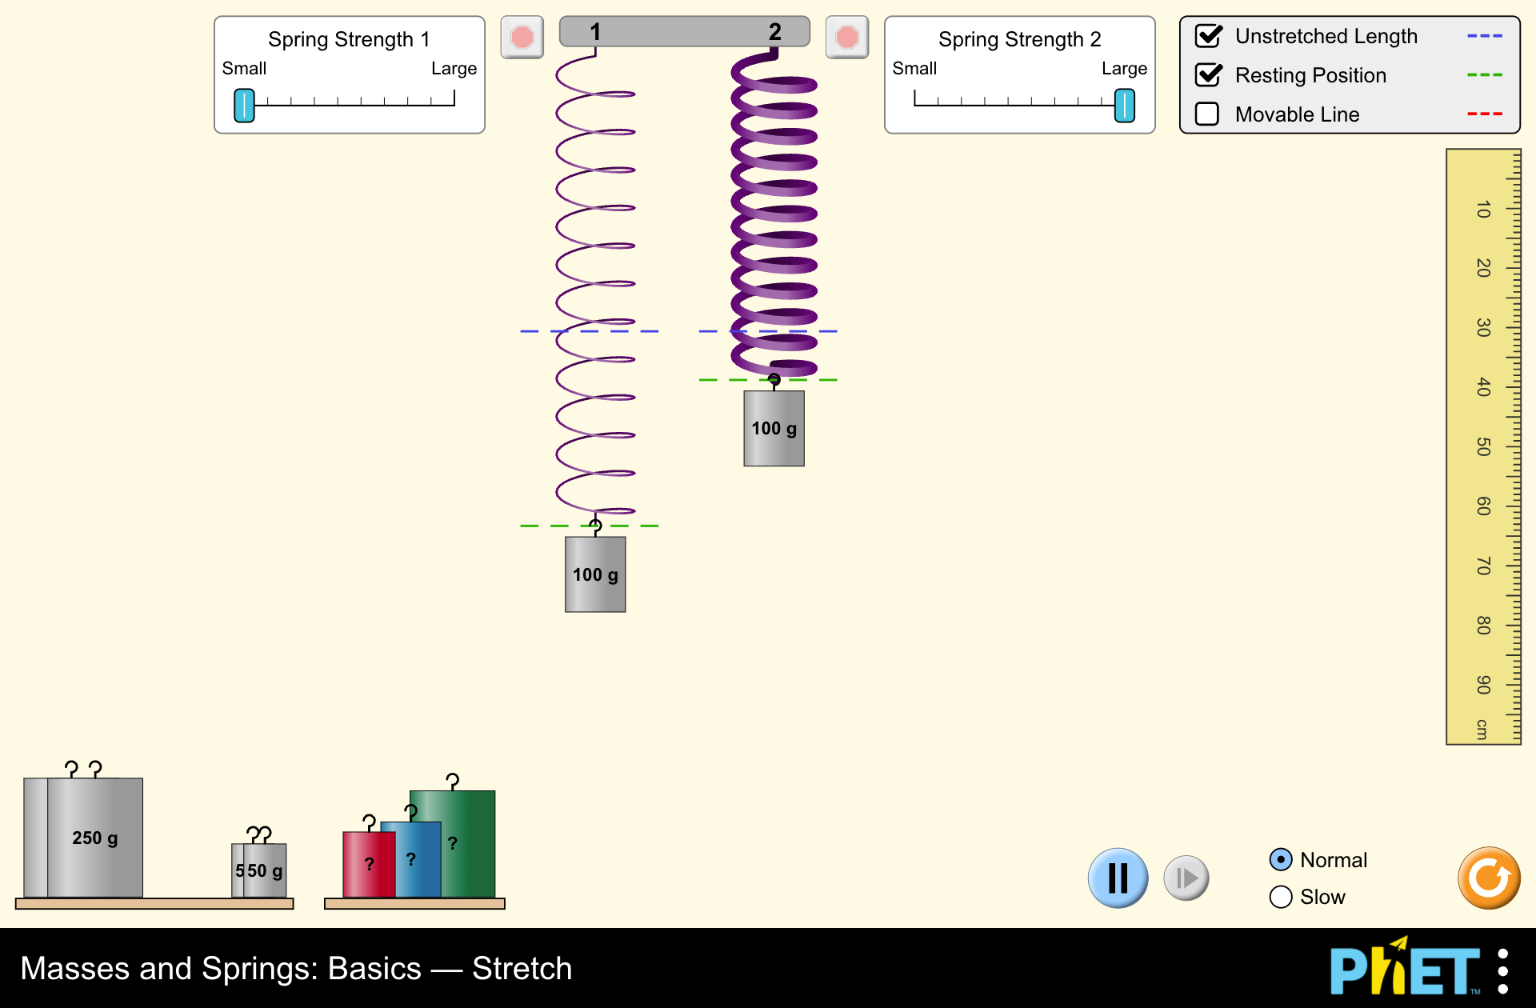 Spring Strength 1
Small Large
1 2
Spring Strength 2
Small Large
Unstretched Length
Resting Position
Movable Line
10
20
30
40
50
60
70
80
90
cm
100 g
100 g
250 g
5 50 g
? ? ?
Normal
Slow
Masses and Springs: Basics — Stretch
PhET™